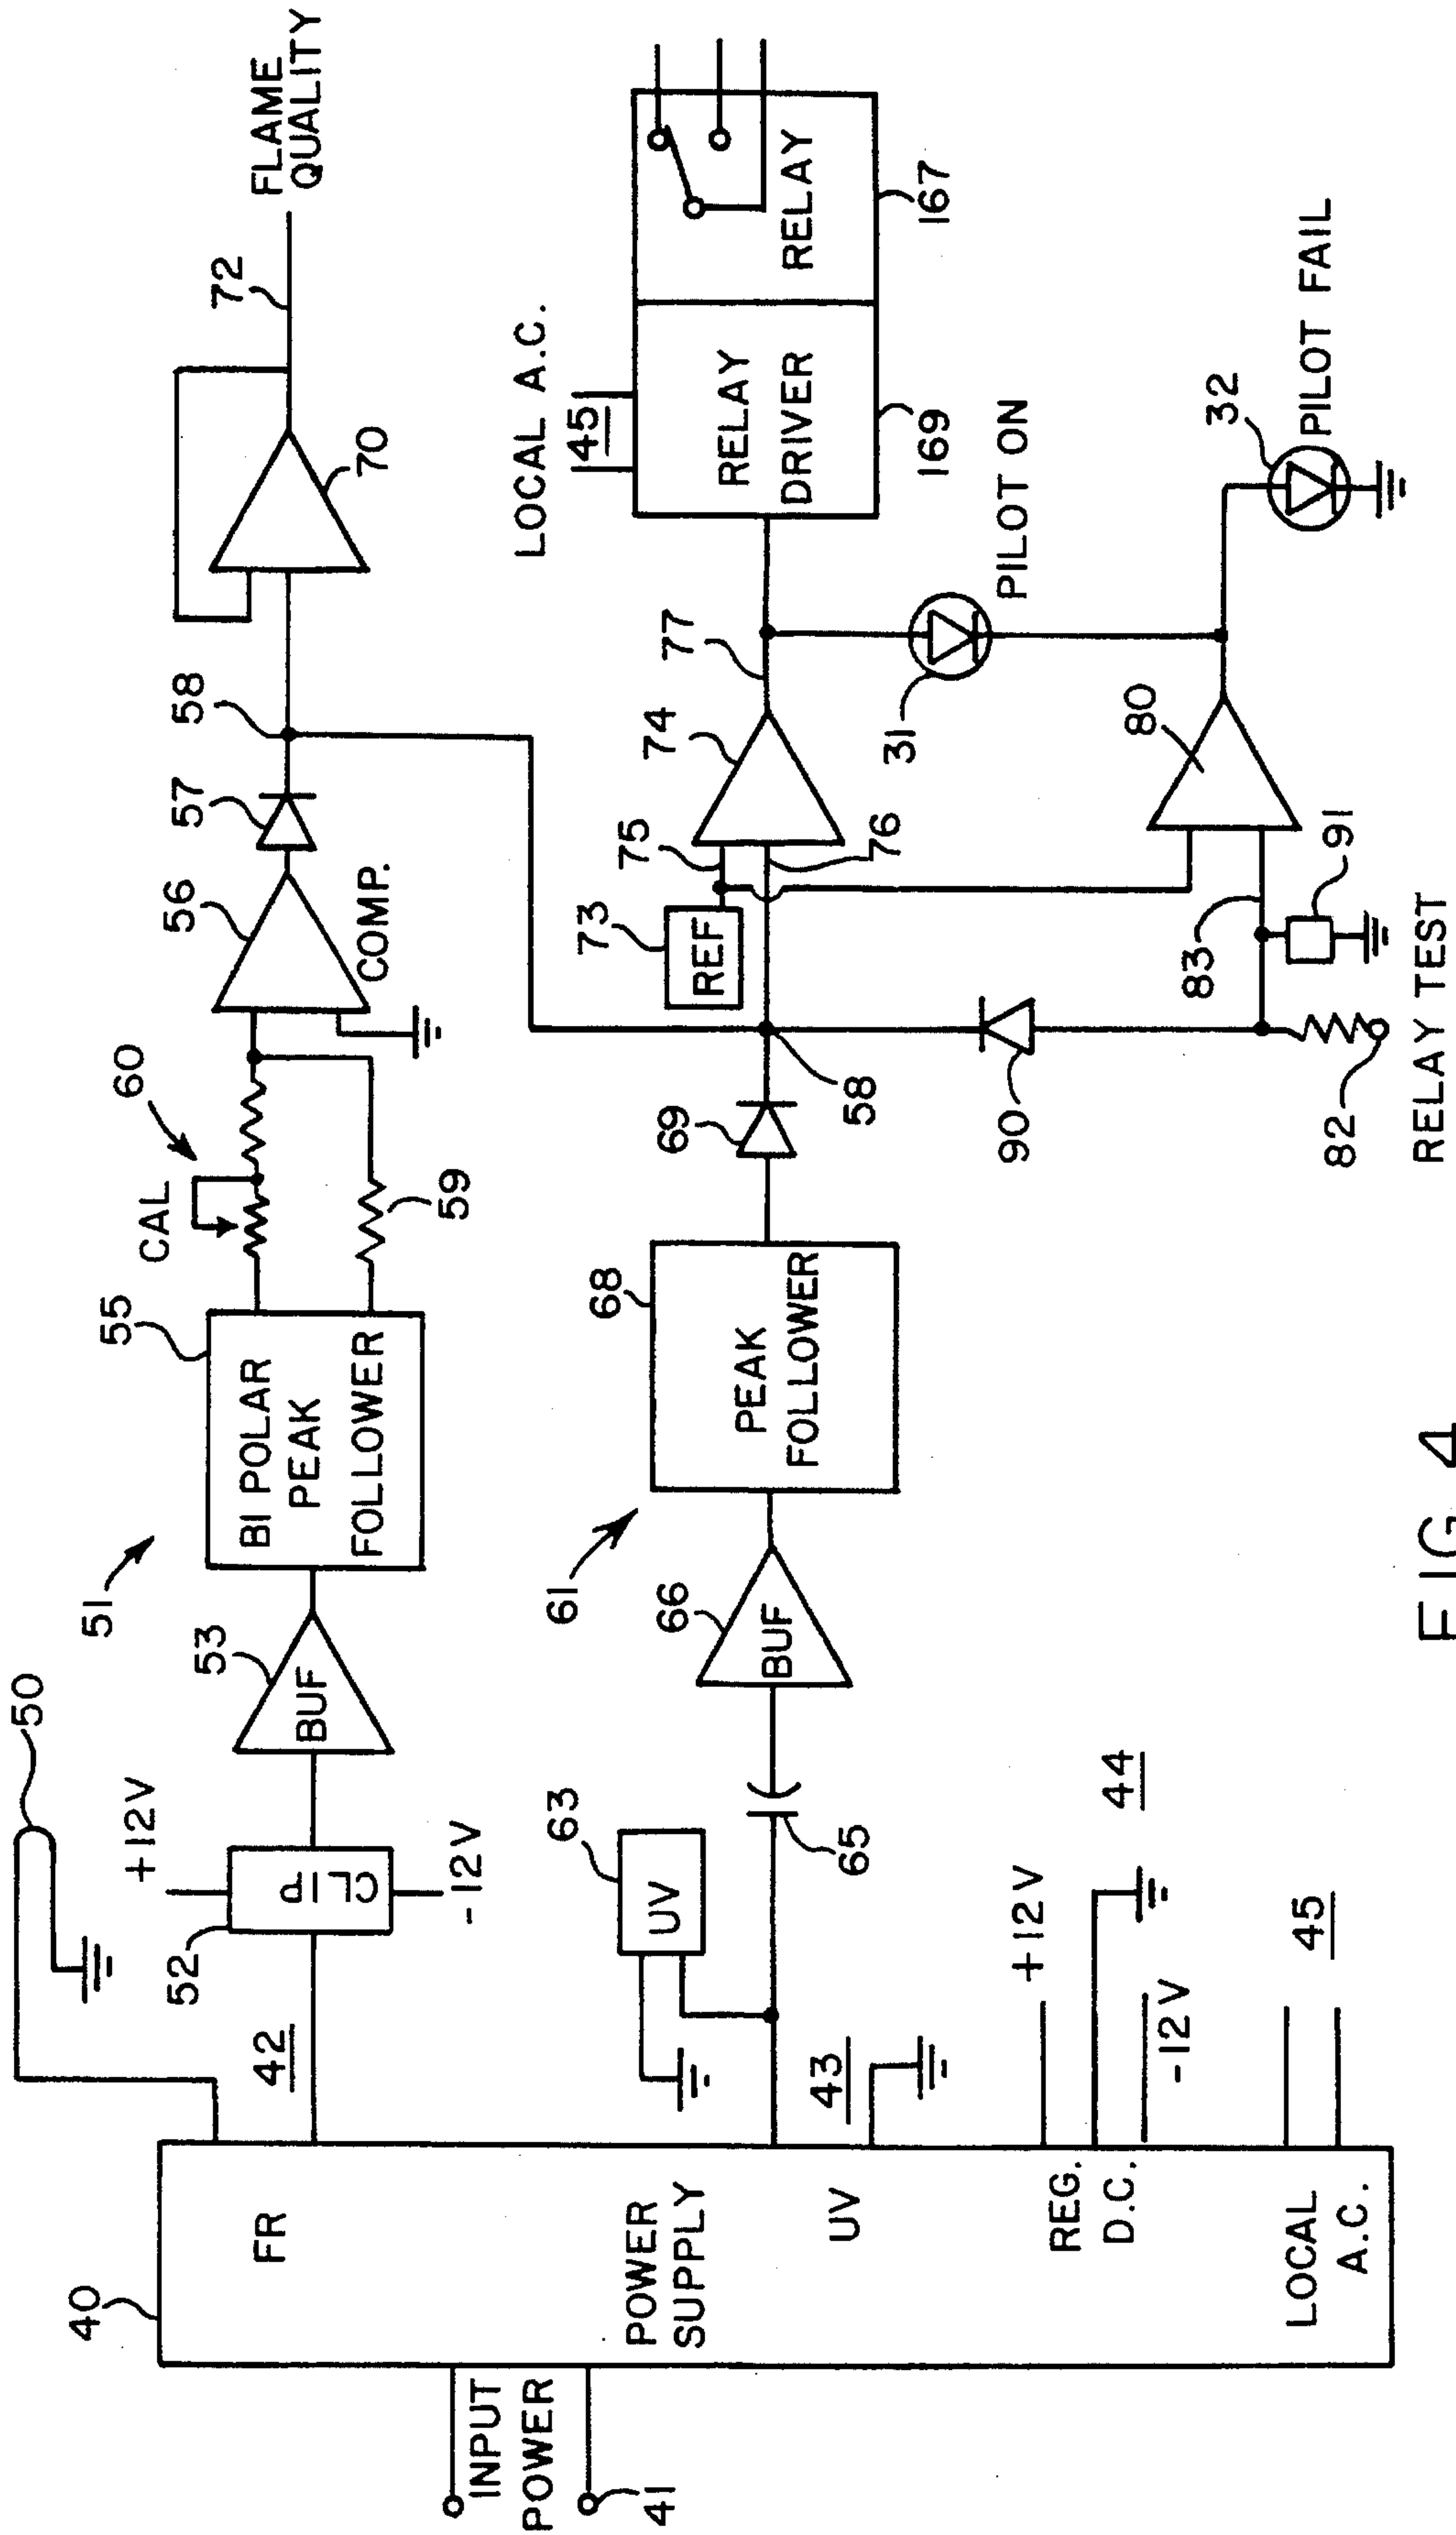 50
51
FLAME
QUALITY
+12V
52
CLIP
-12V
53
BUF
55
BI POLAR
PEAK
FOLLOWER
CAL
60
59
56
COMP.
57
58
70
72
40
42
FR
INPUT
POWER
41
POWER
SUPPLY
63
UV
61
65
66
BUF
68
PEAK
FOLLOWER
69
58
73
REF
75
76
74
77
LOCAL A.C.
45
RELAY
DRIVER
169
RELAY
167
43
UV
31
PILOT ON
90
83
91
80
32
PILOT FAIL
82
RELAY TEST
REG.
D.C.
+12V
44
-12V
LOCAL
A.C.
45
FIG 4